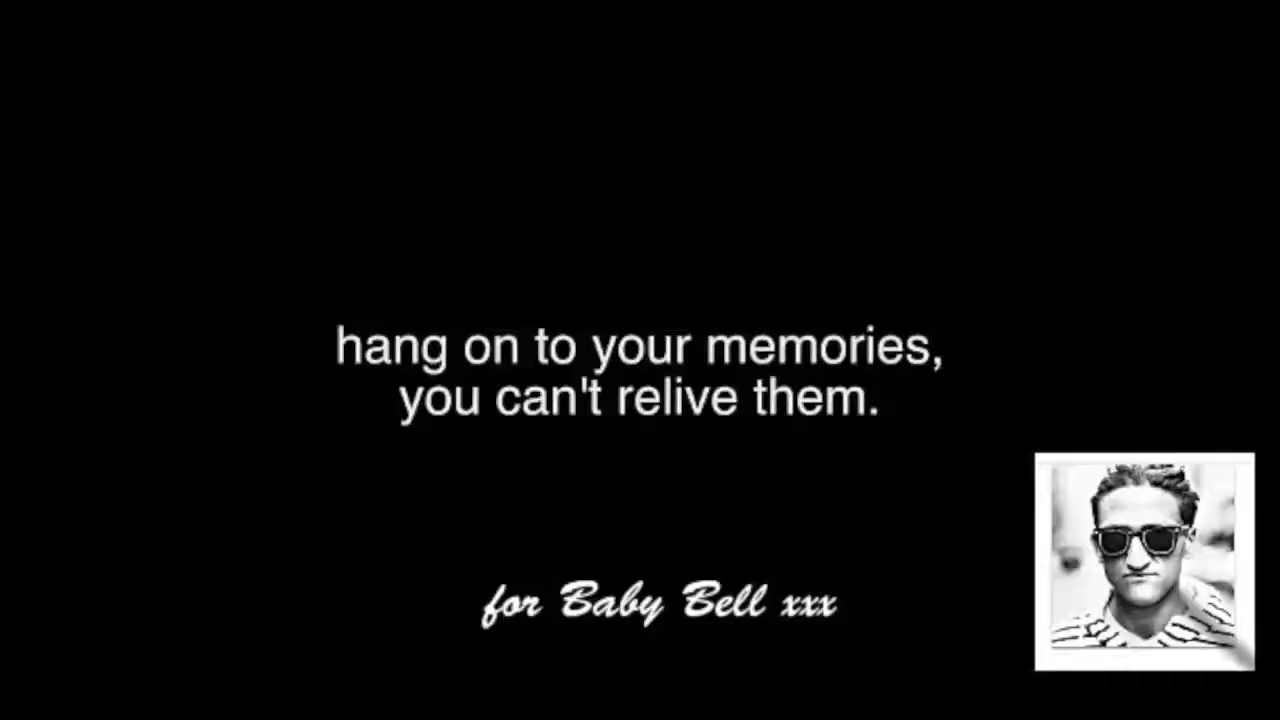 hang on to your memories,
you can't relive them.
for Baby Bell xxx